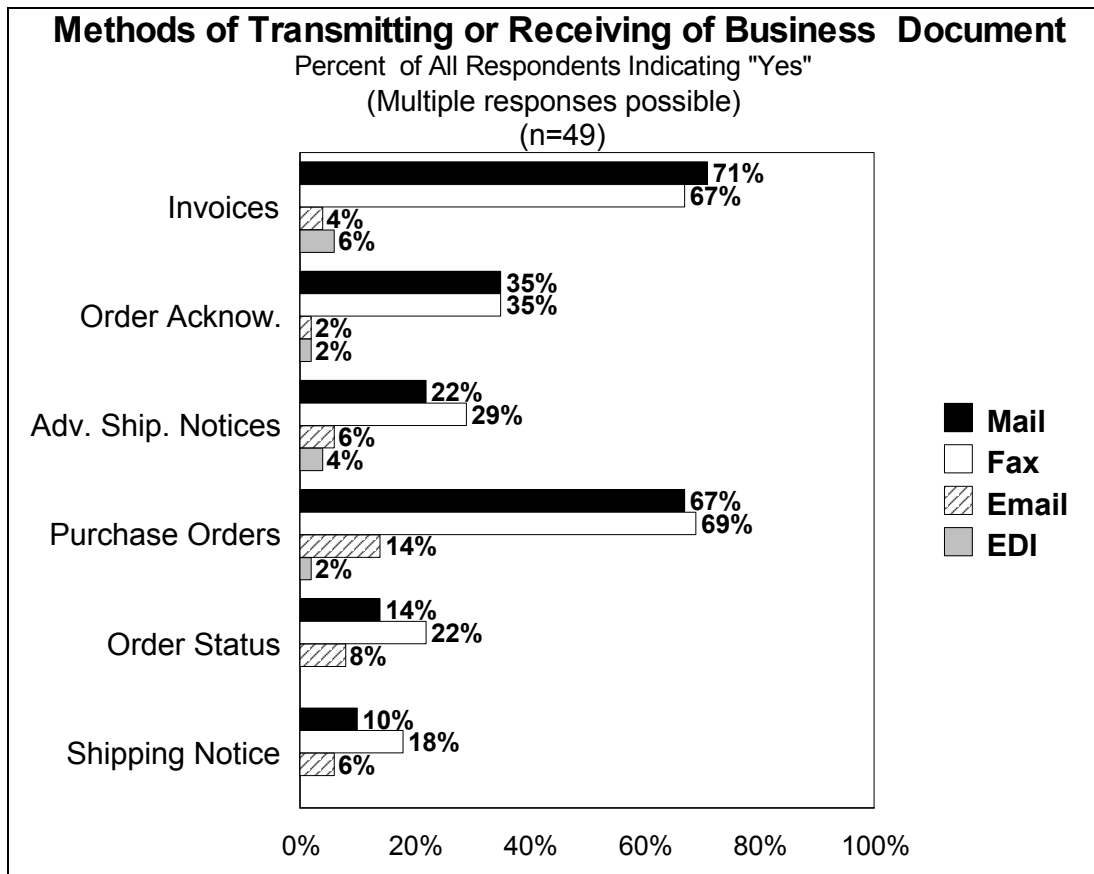 Methods of Transmitting or Receiving of Business Document
Percent of All Respondents Indicating "Yes"
(Multiple responses possible)
(n=49)
Invoices
71%
67%
4%
6%
Order Acknow.
35%
35%
2%
2%
Adv. Ship. Notices
22%
29%
6%
4%
Purchase Orders
67%
69%
14%
2%
Order Status
14%
22%
8%
Shipping Notice
10%
18%
6%
Mail
Fax
Email
EDI
0% 20% 40% 60% 80% 100%